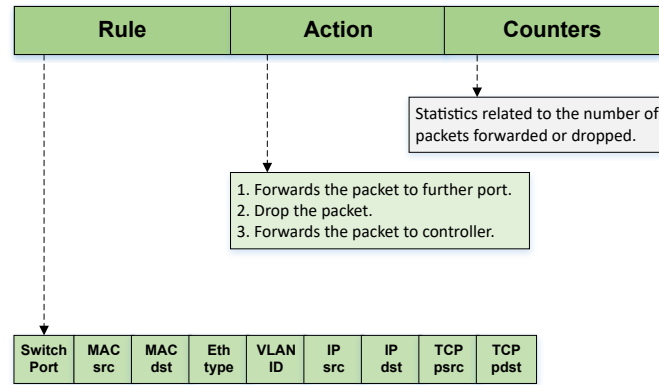 Rule Action Counters
Statistics related to the number of
packets forwarded or dropped.
1. Forwards the packet to further port.
2. Drop the packet.
3. Forwards the packet to controller.
Switch Port
MAC src
MAC dst
Eth type
VLAN ID
IP src
IP dst
TCP psrc
TCP pdst